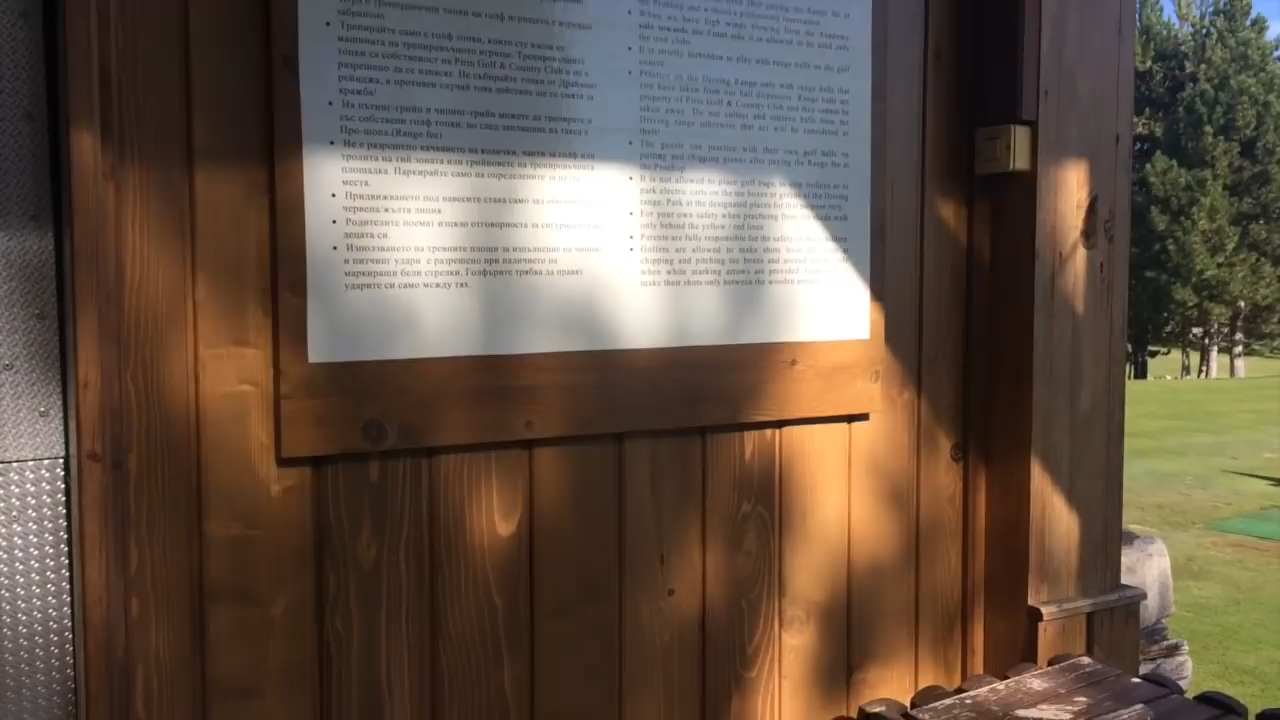 забранено.
• Тренирайте само с голф топки, които сте взели от
машината на тренировъчното игрище. Тренировъчните
топки са собственост на Pirin Golf & Country Club и не е
разрешено да се изнасят. Не събирайте топки от Драйвинг
рейнджа, в противен случай това действие ще се смята за
кражба!
• На пътинг-грийн и чипинг-грийн можете да тренирате и
със собствени голф топки, но след заплащане на такса в
Про-шопа.(Range fee)
• Не е разрешено качването на колички, чанти за голф или
тролита на тий зоната или грийновете на тренировъчната
площадка. Паркирайте само на определените за
места.
• Придвижването под навесите става само зад
червена/жълта линия.
• Родителите поемат изцяло отговорността за
децата си.
• Използването на тревните площи за изпълнение на чипинг
и питчинг удари е разрешено при наличието на
маркиращи бели стрелки. Голфърите трябва да правят
ударите си само между тях.
the Proshop and without a preliminary reservation.
• When we have high winds blowing from the Academy
side towards the Front side it is allowed to be used only
the iron clubs.
• It is strictly forbidden to play with range balls on the golf
course.
• Practice on the Driving Range only with range balls that
you have taken from our ball dispensary. Range balls are
property of Pirin Golf & Country Club and they cannot be
taken away. Do not collect and retrieve balls from the
Driving range otherwise that act will be considered as
theft!
• The guests can practice with their own golf balls on
putting and chipping greens after paying the Range fee at
the Proshop.
• It is not allowed to place golf bags, to stop trolleys or to
park electric carts on the tee boxes or greens of the Driving
range. Park at the designated places for that purpose only.
• For your own safety when practicing from the shade walk
only behind the yellow / red lines.
• Parents are fully responsible for the safety of their children
• Golfers are allowed to make shots from the
chipping and pitching tee boxes and around
when white marking arrows are provided.
make their shots only between the wooden arrows.